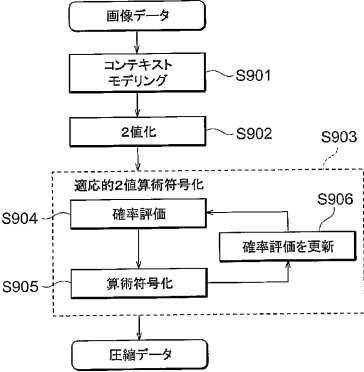 画像データ
コンテキスト
モデリング
S901
2値化
S902
S903
適応的2値算術符号化
S904
確率評価
S906
確率評価を更新
S905
算術符号化
圧縮データ